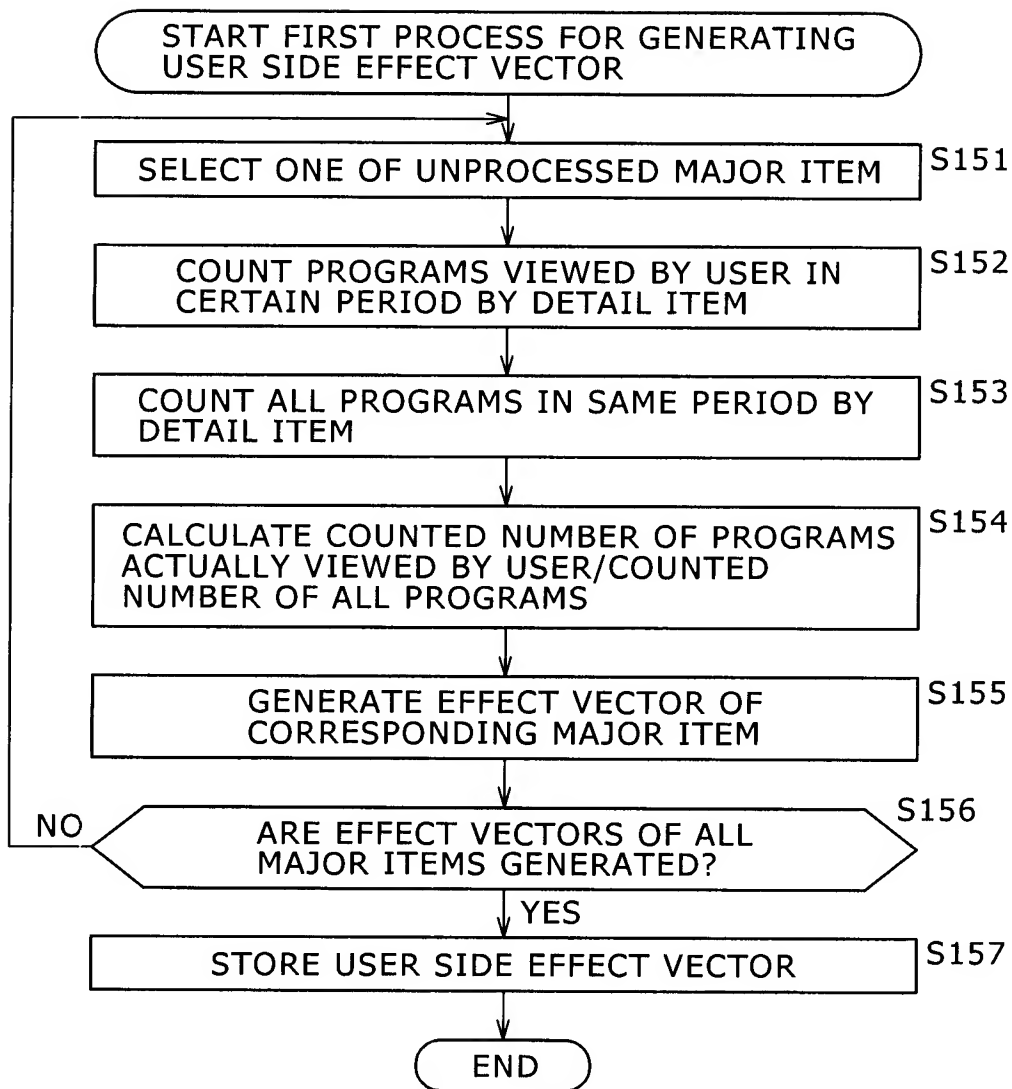 START FIRST PROCESS FOR GENERATING
USER SIDE EFFECT VECTOR
SELECT ONE OF UNPROCESSED MAJOR ITEM
S151
COUNT PROGRAMS VIEWED BY USER IN
CERTAIN PERIOD BY DETAIL ITEM
S152
COUNT ALL PROGRAMS IN SAME PERIOD BY
DETAIL ITEM
S153
CALCULATE COUNTED NUMBER OF PROGRAMS
ACTUALLY VIEWED BY USER/COUNTED
NUMBER OF ALL PROGRAMS
S154
GENERATE EFFECT VECTOR OF
CORRESPONDING MAJOR ITEM
S155
ARE EFFECT VECTORS OF ALL
MAJOR ITEMS GENERATED?
S156
NO
YES
STORE USER SIDE EFFECT VECTOR
S157
END